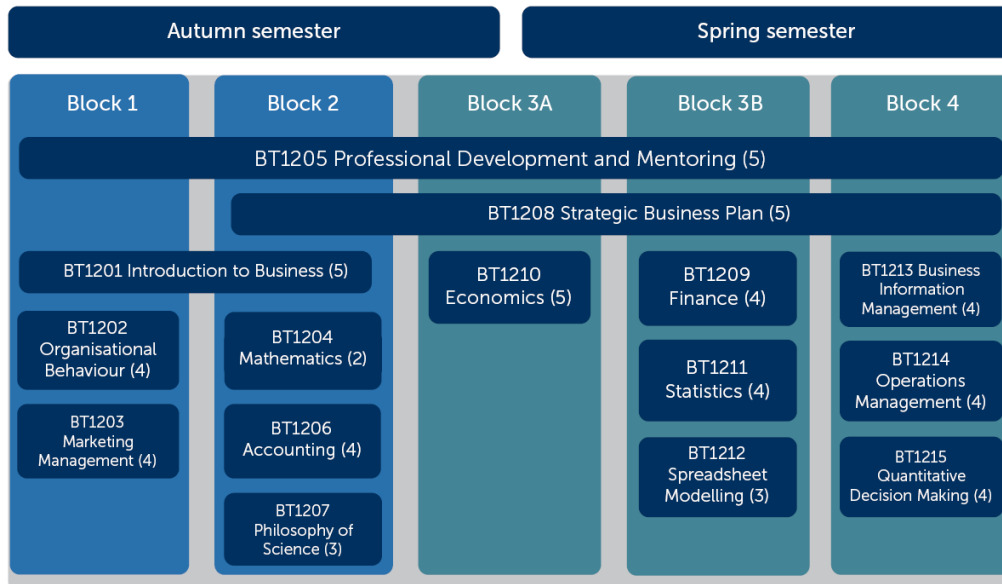 Autumn semester
Spring semester
Block 1
Block 2
Block 3A
Block 3B
Block 4
BT1205 Professional Development and Mentoring (5)
BT1208 Strategic Business Plan (5)
BT1201 Introduction to Business (5)
BT1202
Organisational
Behaviour (4)
BT1203
Marketing
Management (4)
BT1204
Mathematics (2)
BT1206
Accounting (4)
BT1207
Philosophy of
Science (3)
BT1210
Economics (5)
BT1209
Finance (4)
BT1211
Statistics (4)
BT1212
Spreadsheet
Modelling (3)
BT1213 Business
Information
Management (4)
BT1214
Operations
Management (4)
BT1215
Quantitative
Decision Making (4)